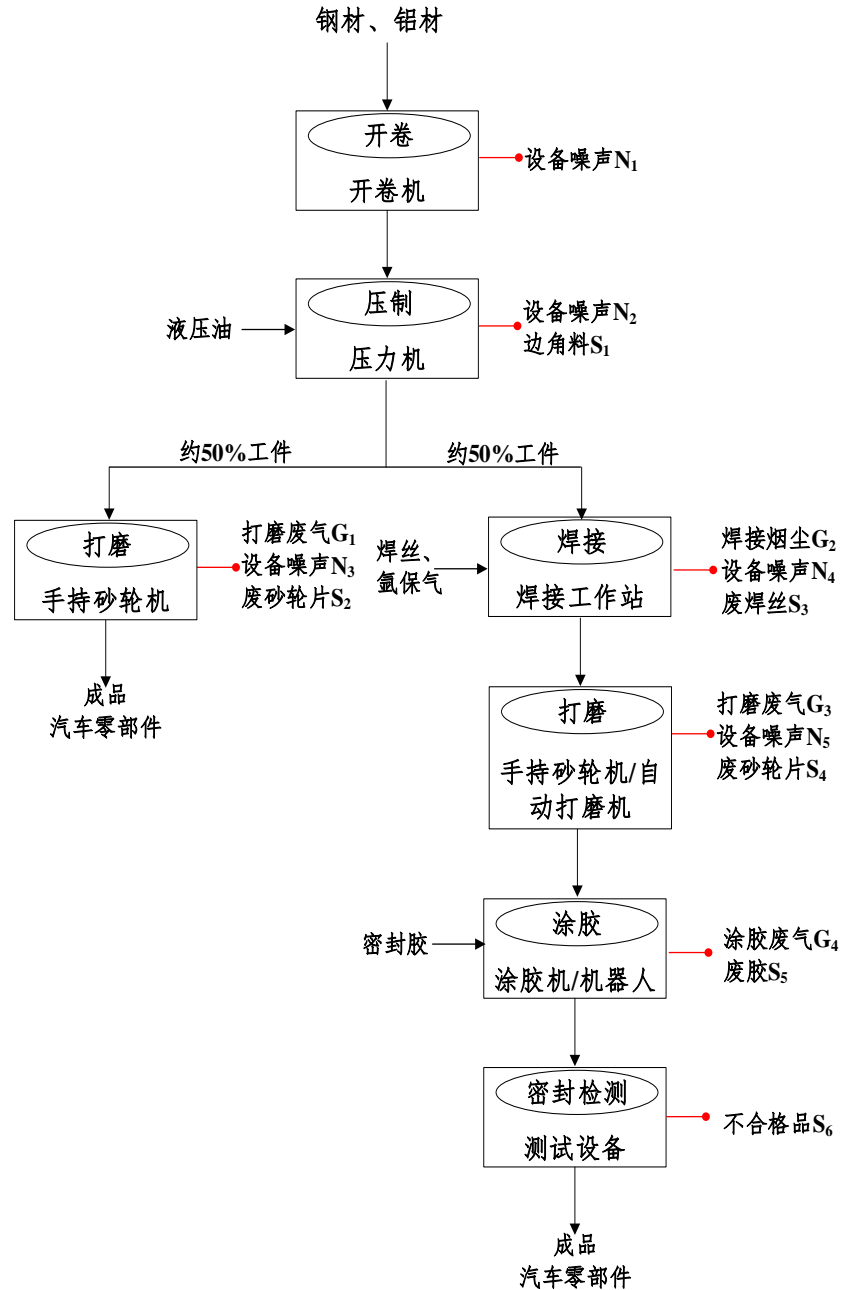 钢材、铝材
开卷
开卷机
设备噪声N₁
液压油
压制
压力机
设备噪声N₂
边角料S₁
约50%工件
约50%工件
打磨
手持砂轮机
打磨废气G₁
设备噪声N₃
废砂轮片S₂
成品
汽车零部件
焊丝、
氩保气
焊接
焊接工作站
焊接烟尘G₂
设备噪声N₄
废焊丝S₃
打磨
手持砂轮机/自
动打磨机
打磨废气G₃
设备噪声N₅
废砂轮片S₄
密封胶
涂胶
涂胶机/机器人
涂胶废气G₄
废胶S₅
密封检测
测试设备
不合格品S₆
成品
汽车零部件